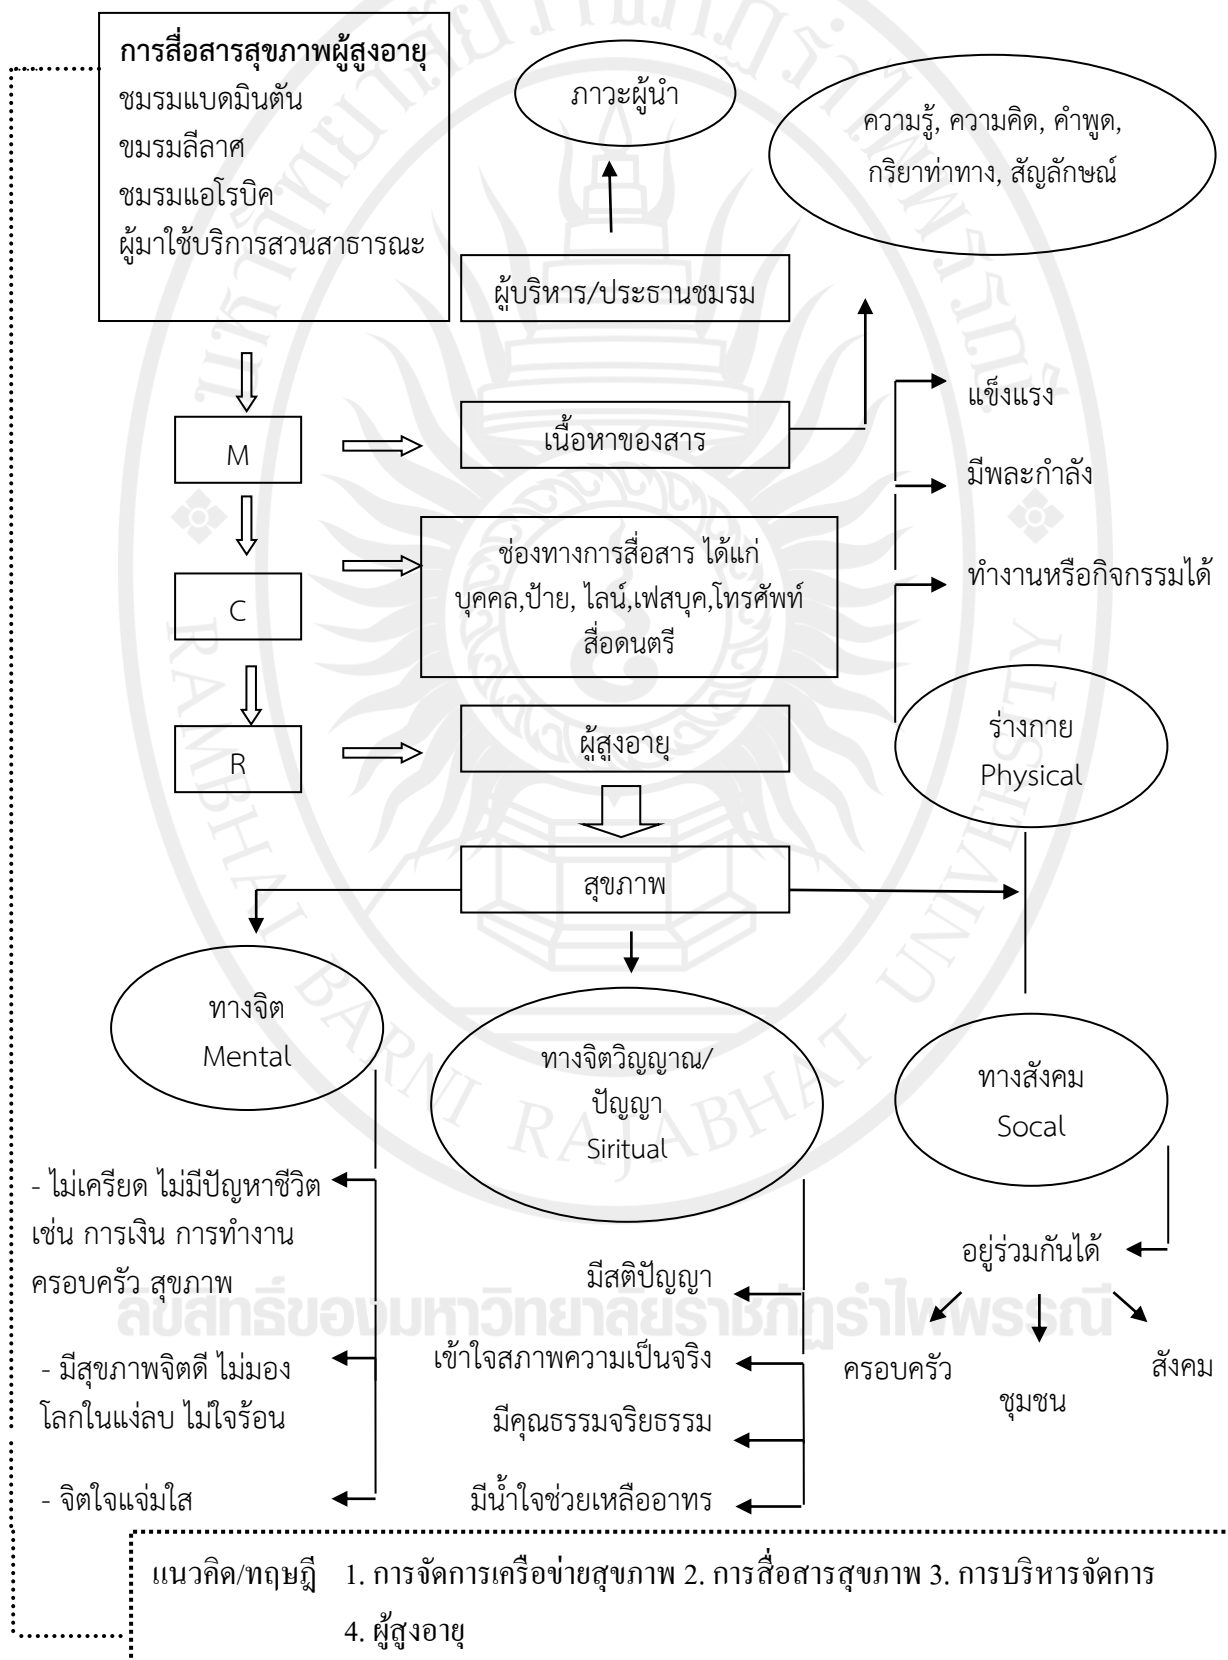 การสื่อสารสุขภาพผู้สูงอายุ
ชมรมแบดมินตัน
ขมรมลีลาศ
ชมรมแอโรบิค
ผู้มาใช้บริการสวนสาธารณะ
ภาวะผู้นำ
ความรู้, ความคิด, คำพูด,
กริยาท่าทาง, สัญลักษณ์
ผู้บริหาร/ประธานชมรม
M
เนื้อหาของสาร
แข็งแรง
มีพละกำลัง
ทำงานหรือกิจกรรมได้
C
ช่องทางการสื่อสาร ได้แก่
บุคคล,ป้าย, ไลน์,เฟสบุค,โทรศัพท์
สื่อดนตรี
R
ผู้สูงอายุ
ร่างกาย
Physical
สุขภาพ
ทางจิต
Mental
ทางจิตวิญญาณ/
ปัญญา
Siritual
ทางสังคม
Socal
- ไม่เครียด ไม่มีปัญหาชีวิต
เช่น การเงิน การทำงาน
ครอบครัว สุขภาพ
- มีสุขภาพจิตดี ไม่มอง
โลกในแง่ลบ ไม่ใจร้อน
- จิตใจแจ่มใส
มีสติปัญญา
เข้าใจสภาพความเป็นจริง
มีคุณธรรมจริยธรรม
มีน้ำใจช่วยเหลืออาทร
อยู่ร่วมกันได้
ครอบครัว
ชุมชน
สังคม
แนวคิด/ทฤษฎี 1. การจัดการเครือข่ายสุขภาพ 2. การสื่อสารสุขภาพ 3. การบริหารจัดการ
4. ผู้สูงอายุ
มหาวิทยาลัยราชภัฏรำไพพรรณี
RAMBHAI BARNI RAJABHAT UNIVERSITY
ลิขสิทธิ์ของมหาวิทยาลัยราชภัฏรำไพพรรณี